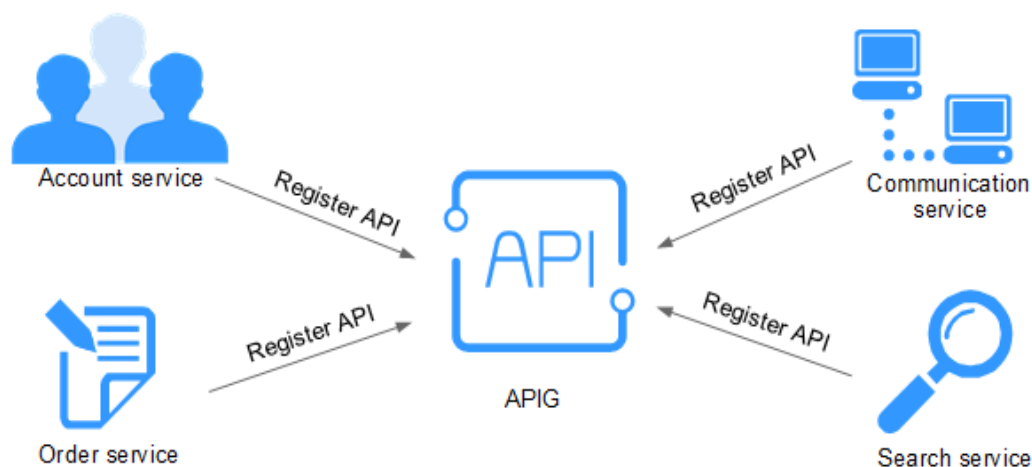 Account service
Register API
Register API
Communication
service
API
Register API
Register API
APIG
Order service
Search service